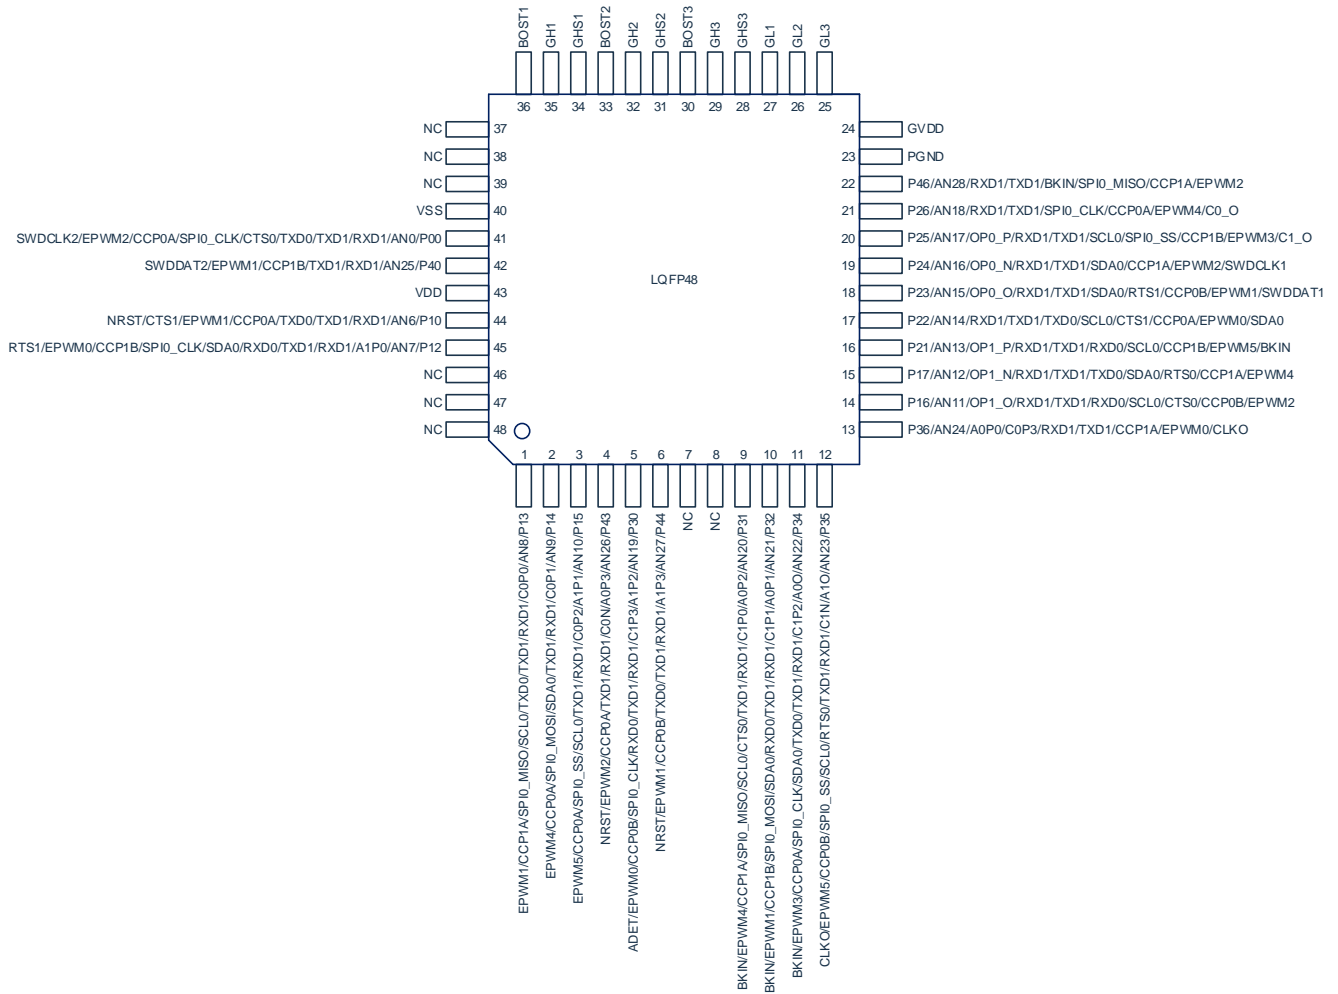 BOST1
GH1
GHS1
BOST2
GH2
GHS2
BOST3
GH3
GHS3
GL1
GL2
GL3
36 35 34 33 32 31 30 29 28 27 26 25
NC 37
NC 38
NC 39
VSS 40
SWDCLK2/EPWM2/CCP0A/SPI0_CLK/CTS0/TXD0/TXD1/RXD1/AN0/P00 41
SWDDAT2/EPWM1/CCP1B/TXD1/RXD1/AN25/P40 42
VDD 43
NRST/CTS1/EPWM1/CCP0A/TXD0/TXD1/RXD1/AN6/P10 44
RTS1/EPWM0/CCP1B/SPI0_CLK/SDA0/RXD0/TXD1/RXD1/A1P0/AN7/P12 45
NC 46
NC 47
NC 48
LQFP48
24 GVDD
23 PGND
22 P46/AN28/RXD1/TXD1/BKIN/SPI0_MISO/CCP1A/EPWM2
21 P26/AN18/RXD1/TXD1/SPI0_CLK/CCP0A/EPWM4/C0_O
20 P25/AN17/OP0_P/RXD1/TXD1/SCL0/SPI0_SS/CCP1B/EPWM3/C1_O
19 P24/AN16/OP0_N/RXD1/TXD1/SDA0/CCP1A/EPWM2/SWDCLK1
18 P23/AN15/OP0_O/RXD1/TXD1/SDA0/RTS1/CCP0B/EPWM1/SWDDAT1
17 P22/AN14/RXD1/TXD1/TXD0/SCL0/CTS1/CCP0A/EPWM0/SDA0
16 P21/AN13/OP1_P/RXD1/TXD1/RXD0/SCL0/CCP1B/EPWM5/BKIN
15 P17/AN12/OP1_N/RXD1/TXD1/TXD0/SDA0/RTS0/CCP1A/EPWM4
14 P16/AN11/OP1_O/RXD1/TXD1/RXD0/SCL0/CTS0/CCP0B/EPWM2
13 P36/AN24/A0P0/C0P3/RXD1/TXD1/CCP1A/EPWM0/CLKO
1 2 3 4 5 6 7 8 9 10 11 12
EPWM1/CCP1A/SPI0_MISO/SCL0/TXD0/TXD1/RXD1/C0P0/AN8/P13
EPWM4/CCP0A/SPI0_MOSI/SDA0/TXD1/RXD1/C0P1/AN9/P14
EPWM5/CCP0A/SPI0_SS/SCL0/TXD1/RXD1/C0P2/A1P1/AN10/P15
NRST/EPWM2/CCP0A/TXD1/RXD1/C0N/A0P3/AN26/P43
ADET/EPWM0/CCP0B/SPI0_CLK/RXD0/TXD1/RXD1/C1P3/A1P2/AN19/P30
NRST/EPWM1/CCP0B/TXD0/TXD1/RXD1/A1P3/AN27/P44
NC
NC
BKIN/EPWM4/CCP1A/SPI0_MISO/SCL0/CTS0/TXD1/RXD1/C1P0/A0P2/AN20/P31
BKIN/EPWM1/CCP1B/SPI0_MOSI/SDA0/RXD0/TXD1/RXD1/C1P1/A0P1/AN21/P32
BKIN/EPWM3/CCP0A/SPI0_CLK/SDA0/TXD0/TXD1/RXD1/C1P2/A0O/AN22/P34
CLKO/EPWM5/CCP0B/SPI0_SS/SCL0/RTS0/TXD1/RXD1/C1N/A1O/AN23/P35